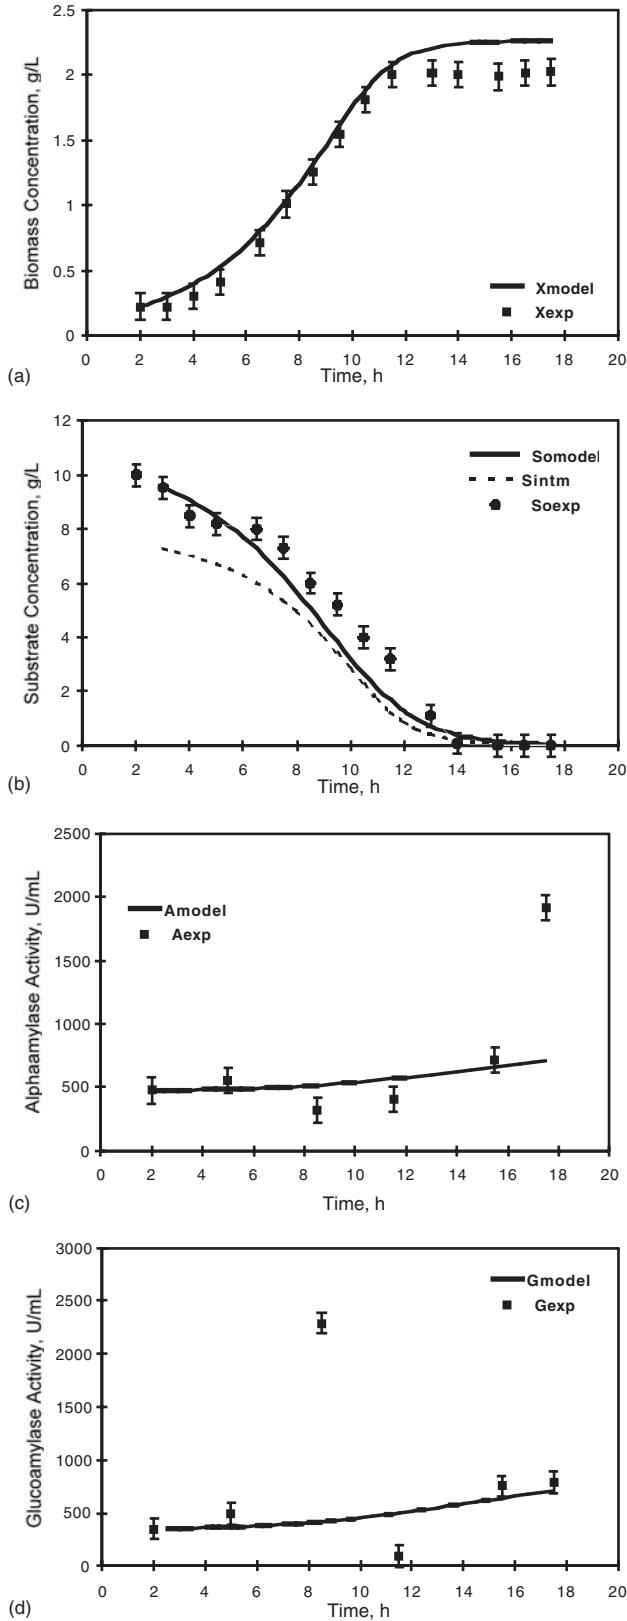 2.5
2
1.5
1
0.5
0
Biomass Concentration, g/L
Xmodel
Xexp
0 2 4 6 8 10 12 14 16 18 20
Time, h
(a)
12
10
8
6
4
2
0
Substrate Concentration, g/L
Somodel
Sintm
Soexp
0 2 4 6 8 10 12 14 16 18 20
Time, h
(b)
2500
2000
1500
1000
500
0
Alphaamylase Activity, U/mL
Amodel
Aexp
0 2 4 6 8 10 12 14 16 18 20
Time, h
(c)
3000
2500
2000
1500
1000
500
0
Glucoamylase Activity, U/mL
Gmodel
Gexp
0 2 4 6 8 10 12 14 16 18 20
Time, h
(d)